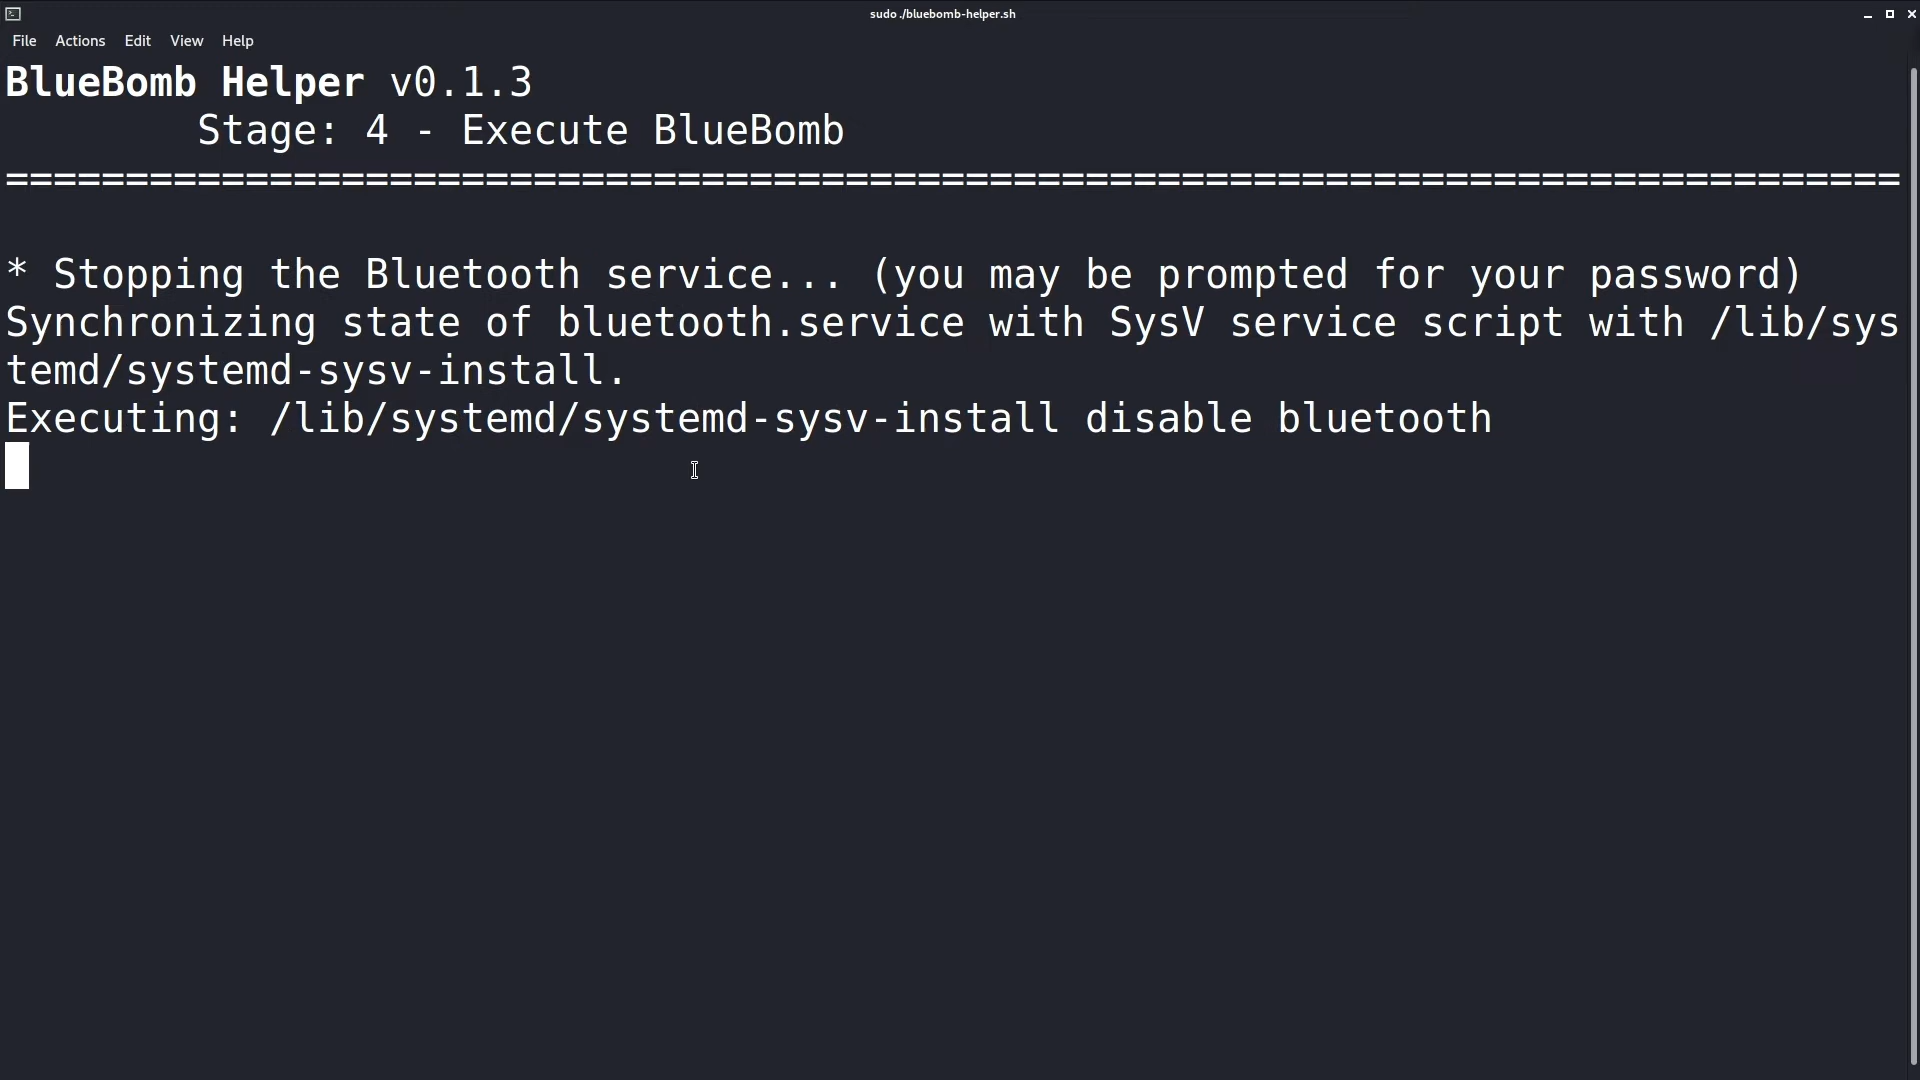 sudo ./bluebomb-helper.sh
File Actions Edit View Help
BlueBomb Helper v0.1.3
Stage: 4 - Execute BlueBomb
===============================================================================
* Stopping the Bluetooth service... (you may be prompted for your password)
Synchronizing state of bluetooth.service with SysV service script with /lib/sys
temd/systemd-sysv-install.
Executing: /lib/systemd/systemd-sysv-install disable bluetooth